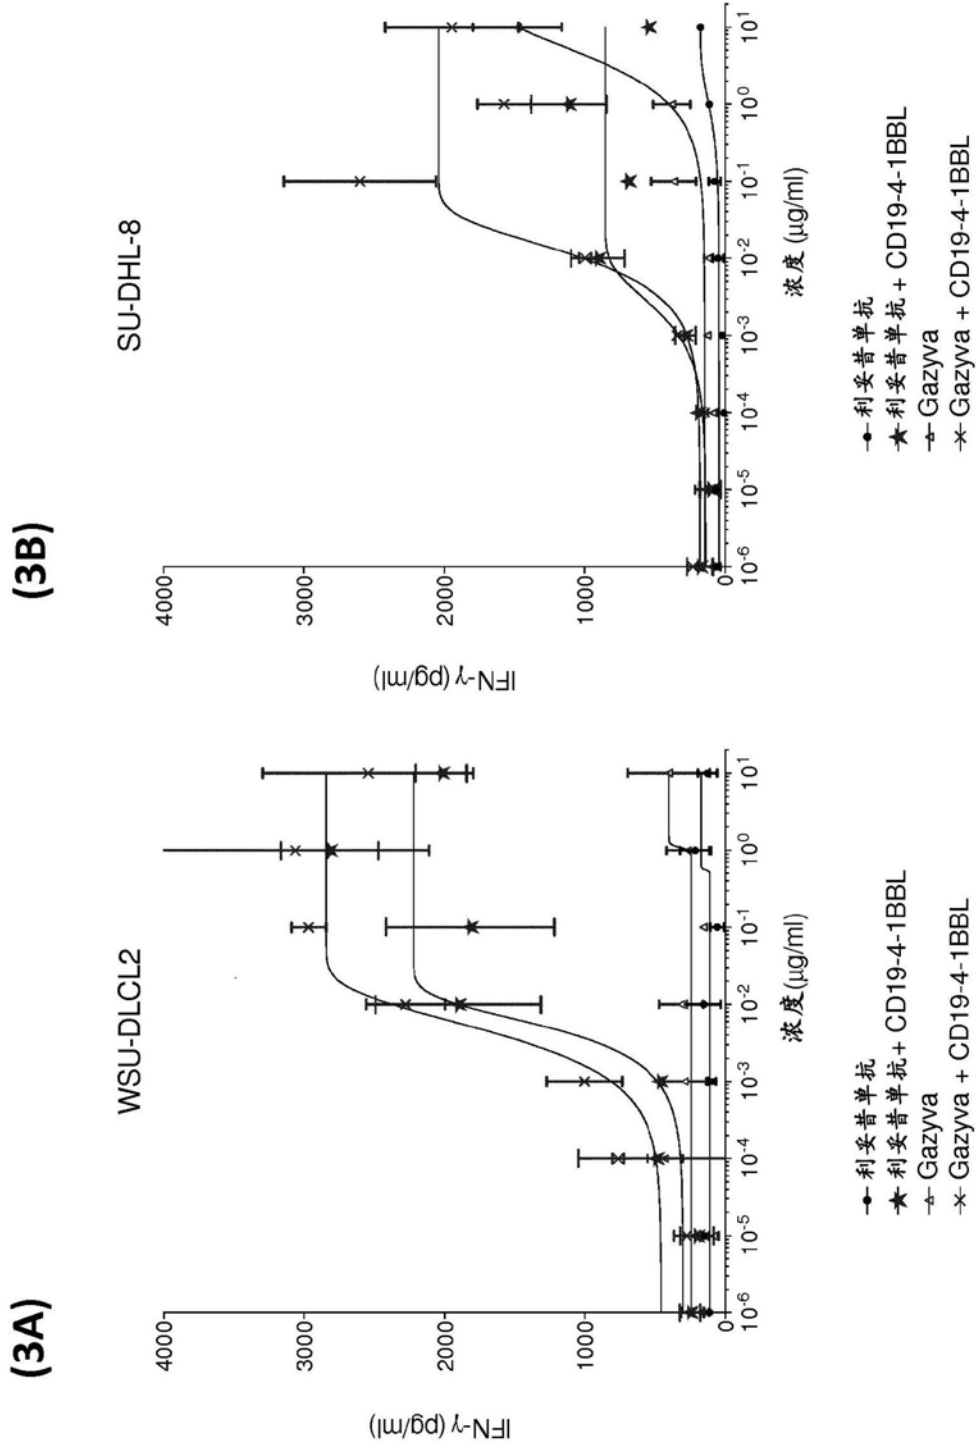 (3A)
WSU-DLCL2
4000
3000
2000
1000
0
IFN-γ (pg/ml)
10-6
10-5
10-4
10-3
10-2
10-1
100
101
浓度(μg/ml)
利妥昔单抗
利妥昔单抗+ CD19-4-1BBL
Gazyva
Gazyva + CD19-4-1BBL
(3B)
SU-DHL-8
4000
3000
2000
1000
0
IFN-γ (pg/ml)
10-6
10-5
10-4
10-3
10-2
10-1
100
101
浓度 (μg/ml)
利妥昔单抗
利妥昔单抗+ CD19-4-1BBL
Gazyva
Gazyva + CD19-4-1BBL